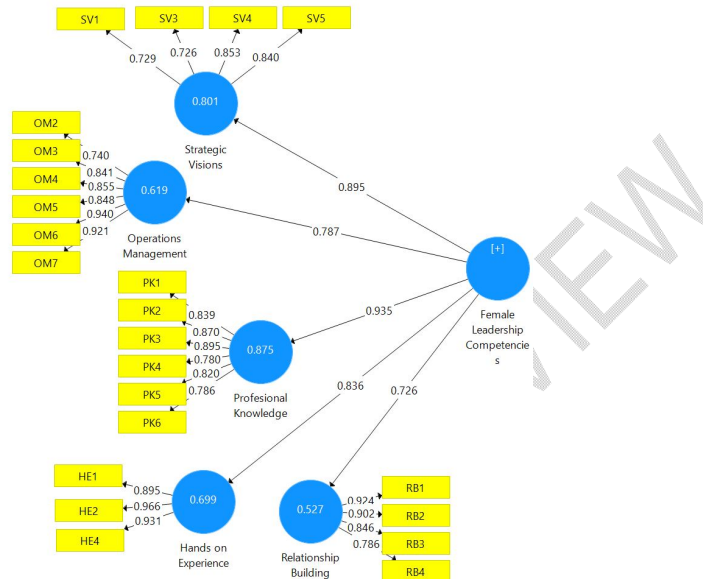 SV1
SV3
SV4
SV5
0.729
0.726
0.853
0.840
0.801
Strategic
Visions
0.895
OM2
OM3
OM4
OM5
OM6
OM7
0.740
0.841
0.855
0.848
0.940
0.921
0.619
Operations
Management
0.787
[+]
Female
Leadership
Competencie
s
PK1
PK2
PK3
PK4
PK5
PK6
0.839
0.870
0.895
0.780
0.820
0.786
0.875
Profesional
Knowledge
0.935
0.836
0.726
HE1
HE2
HE4
0.895
0.966
0.931
0.699
Hands on
Experience
0.527
Relationship
Building
0.924
0.902
0.846
0.786
RB1
RB2
RB3
RB4
VIEW